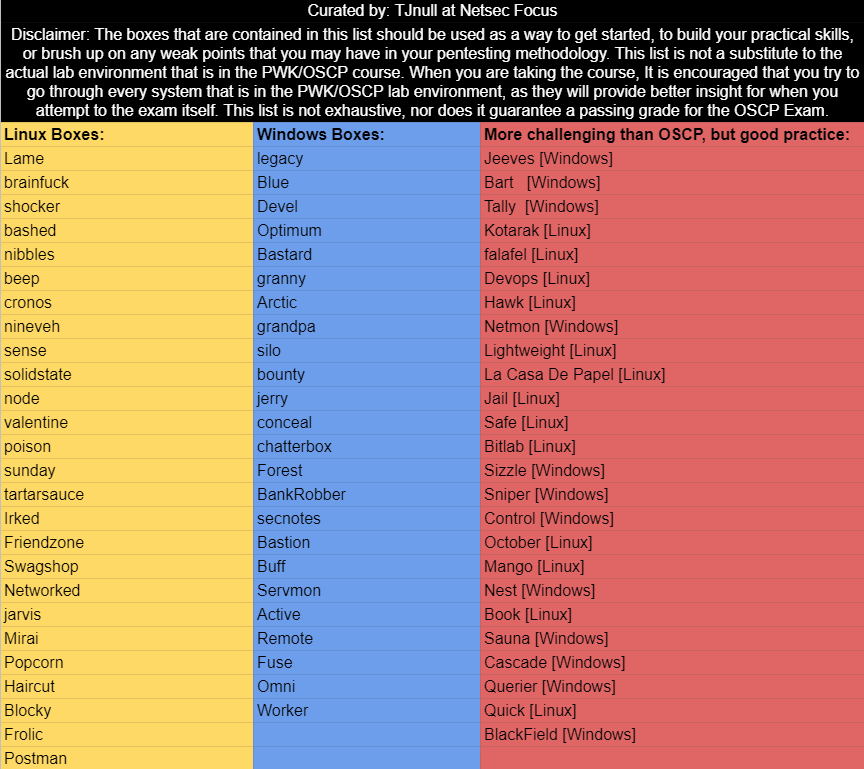 Curated by: TJnull at Netsec Focus
Disclaimer: The boxes that are contained in this list should be used as a way to get started, to build your practical skills,
or brush up on any weak points that you may have in your pentesting methodology. This list is not a substitute to the
actual lab environment that is in the PWK/OSCP course. When you are taking the course, It is encouraged that you try to
go through every system that is in the PWK/OSCP lab environment, as they will provide better insight for when you
attempt to the exam itself. This list is not exhaustive, nor does it guarantee a passing grade for the OSCP Exam.
Linux Boxes: Windows Boxes: More challenging than OSCP, but good practice:
Lame legacy Jeeves [Windows]
brainfuck Blue Bart [Windows]
shocker Devel Tally [Windows]
bashed Optimum Kotarak [Linux]
nibbles Bastard falafel [Linux]
beep granny Devops [Linux]
cronos Arctic Hawk [Linux]
nineveh grandpa Netmon [Windows]
sense silo Lightweight [Linux]
solidstate bounty La Casa De Papel [Linux]
node jerry Jail [Linux]
valentine conceal Safe [Linux]
poison chatterbox Bitlab [Linux]
sunday Forest Sizzle [Windows]
tartarsauce BankRobber Sniper [Windows]
Irked secnotes Control [Windows]
Friendzone Bastion October [Linux]
Swagshop Buff Mango [Linux]
Networked Servmon Nest [Windows]
jarvis Active Book [Linux]
Mirai Remote Sauna [Windows]
Popcorn Fuse Cascade [Windows]
Haircut Omni Querier [Windows]
Blocky Worker Quick [Linux]
Frolic BlackField [Windows]
Postman